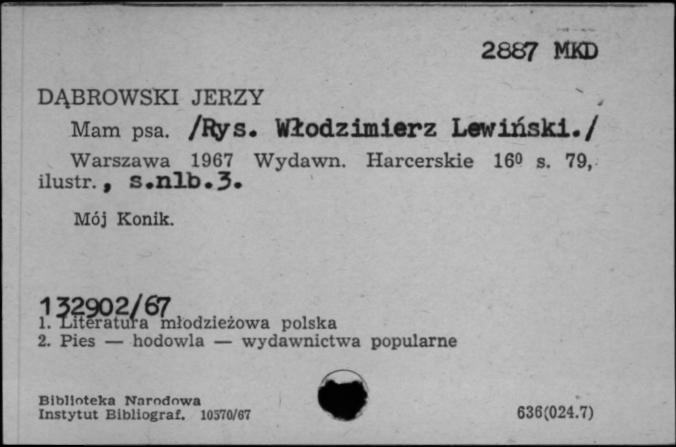 2887 MKD
DĄBROWSKI JERZY
Mam psa. /Rys. Włodzimierz Lewiński./
Warszawa 1967 Wydawn. Harcerskie 16⁰ s. 79,
ilustr., s.nlb.3.
Mój Konik.
132902/67
1. Literatura młodzieżowa polska
2. Pies — hodowla — wydawnictwa popularne
Biblioteka Narodowa
Instytut Bibliograf. 10570/67
636(024.7)